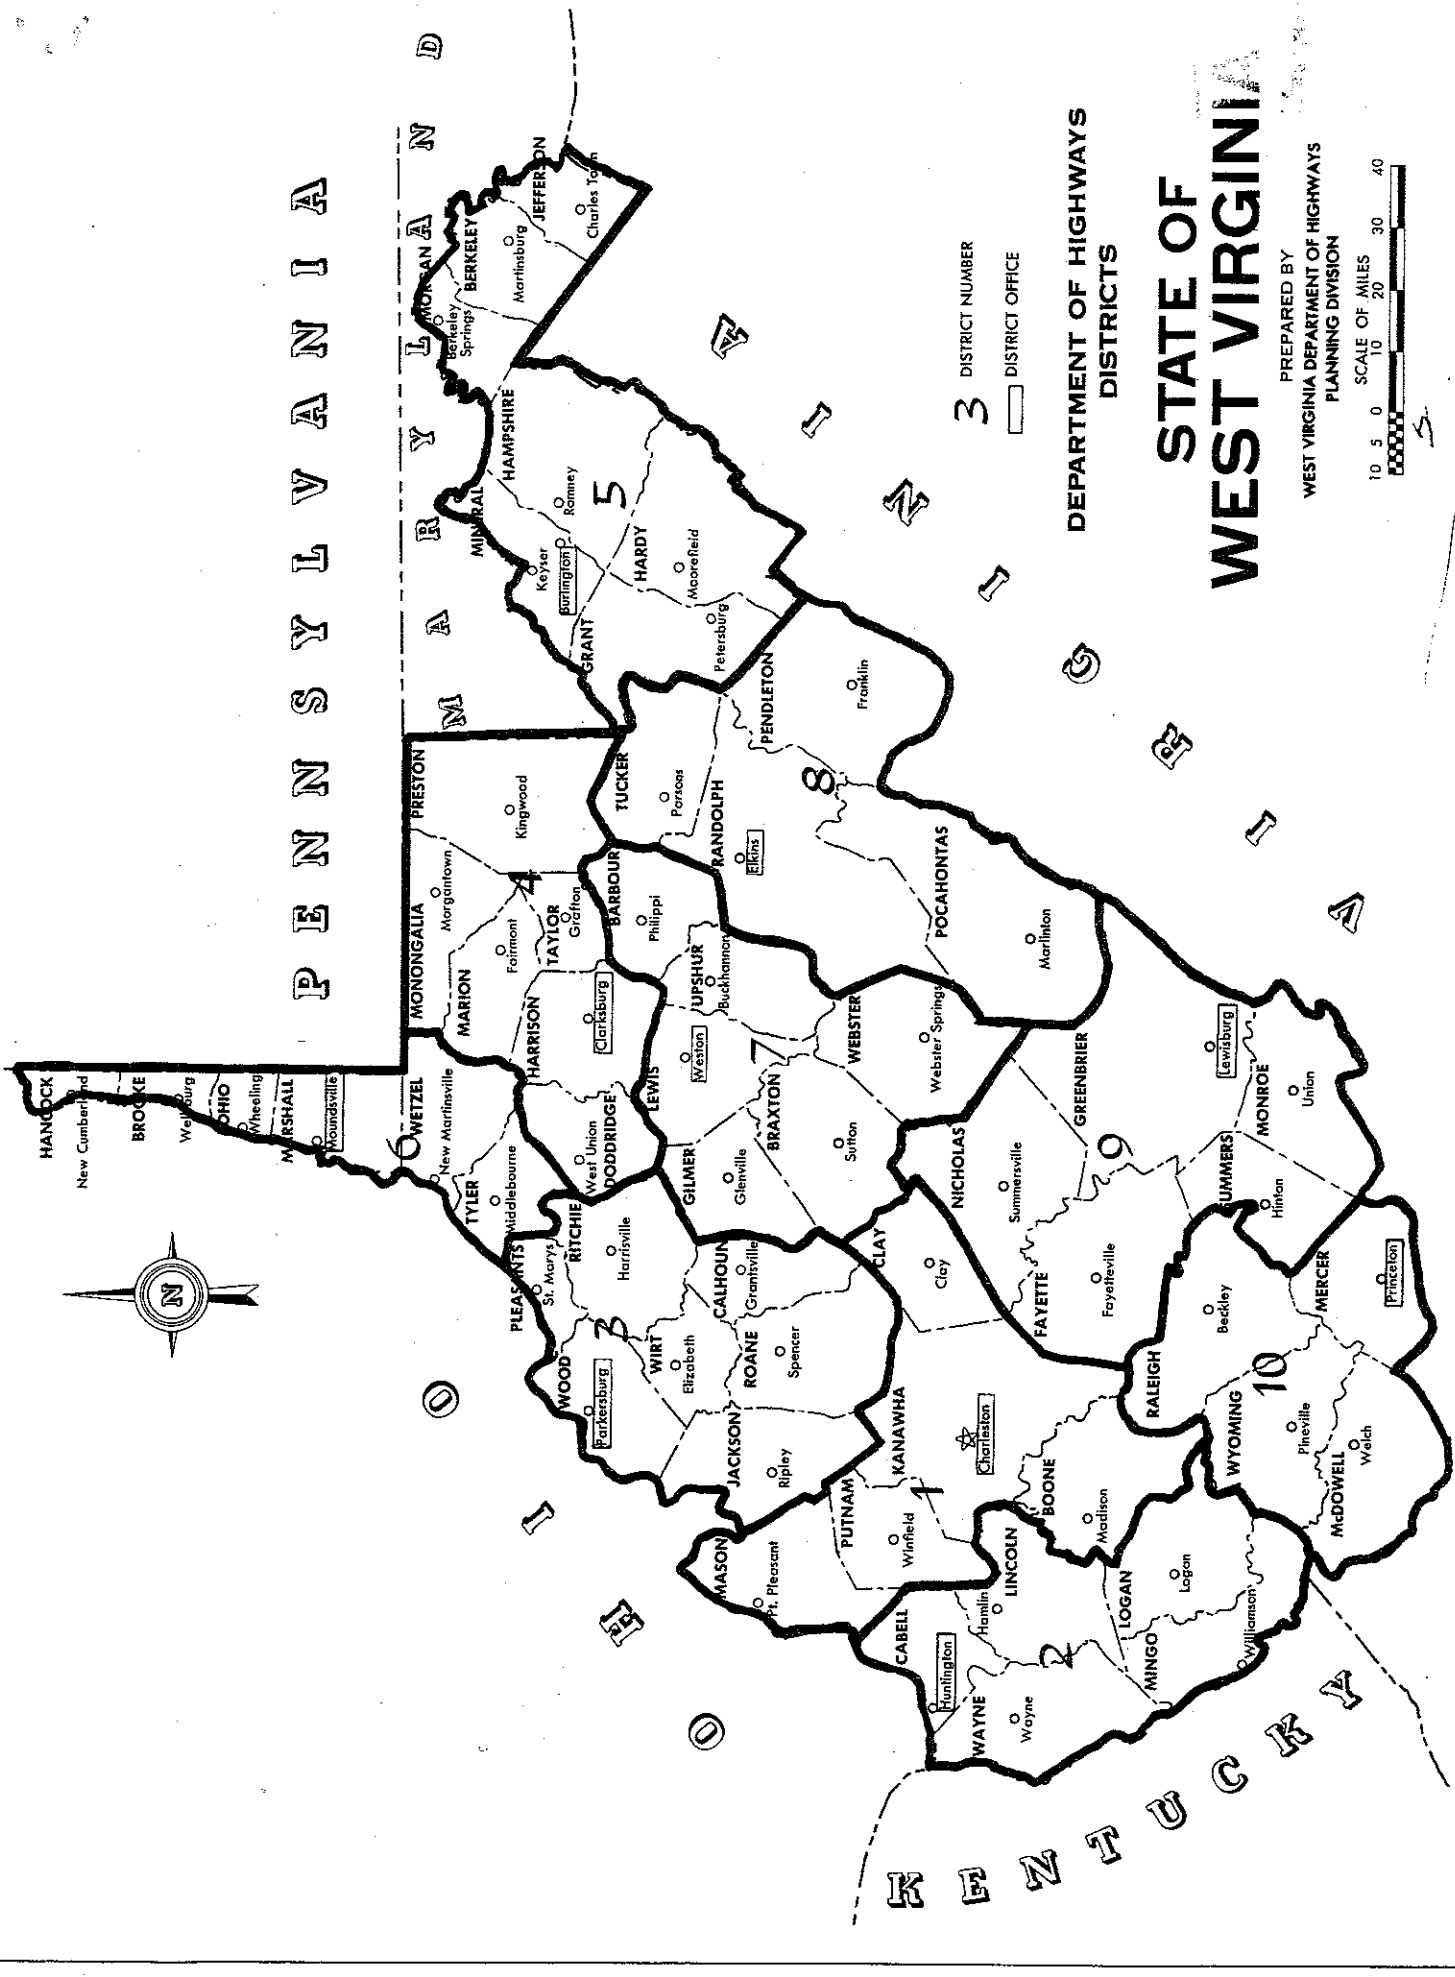 PENNSYLVANIA
MARYLAND
OHIO
VIRGINIA
KENTUCKY
N
HANCOCK
New Cumberland
BROOKE
Wellsburg
OHIO
Wheeling
MARSHALL
Moundsville
6
WETZEL
New Martinsville
TYLER
Middlebourne
PLEASANTS
St. Marys
RITCHIE
Harrisville
WOOD
Parkersburg
3
WIRT
Elizabeth
CALHOUN
Grantsville
ROANE
Spencer
JACKSON
Ripley
MONONGALIA
Morgantown
PRESTON
Kingwood
MARION
Fairmont
4
TAYLOR
Grafton
HARRISON
Clarksburg
DODDRIDGE
West Union
BARBOUR
Philippi
UPSHUR
Buckhannon
LEWIS
Weston
7
GILMER
Glenville
BRAXTON
Sutton
WEBSTER
Webster Springs
MORGAN
Berkeley
Springs
BERKELEY
Martinsburg
JEFFERSON
Charles Town
HAMPSHIRE
Romney
5
MINERAL
Keyser
Burlington
GRANT
Petersburg
HARDY
Moorefield
TUCKER
Parsons
RANDOLPH
Elkins
8
PENDLETON
Franklin
POCAHONTAS
Marlinton
NICHOLAS
Summersville
GREENBRIER
Lewisburg
9
FAYETTE
Fayetteville
SUMMERS
Hinton
MONROE
Union
CLAY
Clay
KANAWHA
Charleston
1
PUTNAM
Winfield
MASON
Pt. Pleasant
BOONE
Madison
CABELL
Huntington
LINCOLN
Hamlin
2
WAYNE
Wayne
LOGAN
Logan
MINGO
Williamson
RALEIGH
Beckley
10
WYOMING
Pineville
McDOWELL
Welch
MERCER
Princeton
3 DISTRICT NUMBER
DISTRICT OFFICE
DEPARTMENT OF HIGHWAYS
DISTRICTS
STATE OF
WEST VIRGINIA
PREPARED BY
WEST VIRGINIA DEPARTMENT OF HIGHWAYS
PLANNING DIVISION
SCALE OF MILES
10 5 0 10 20 30 40
5